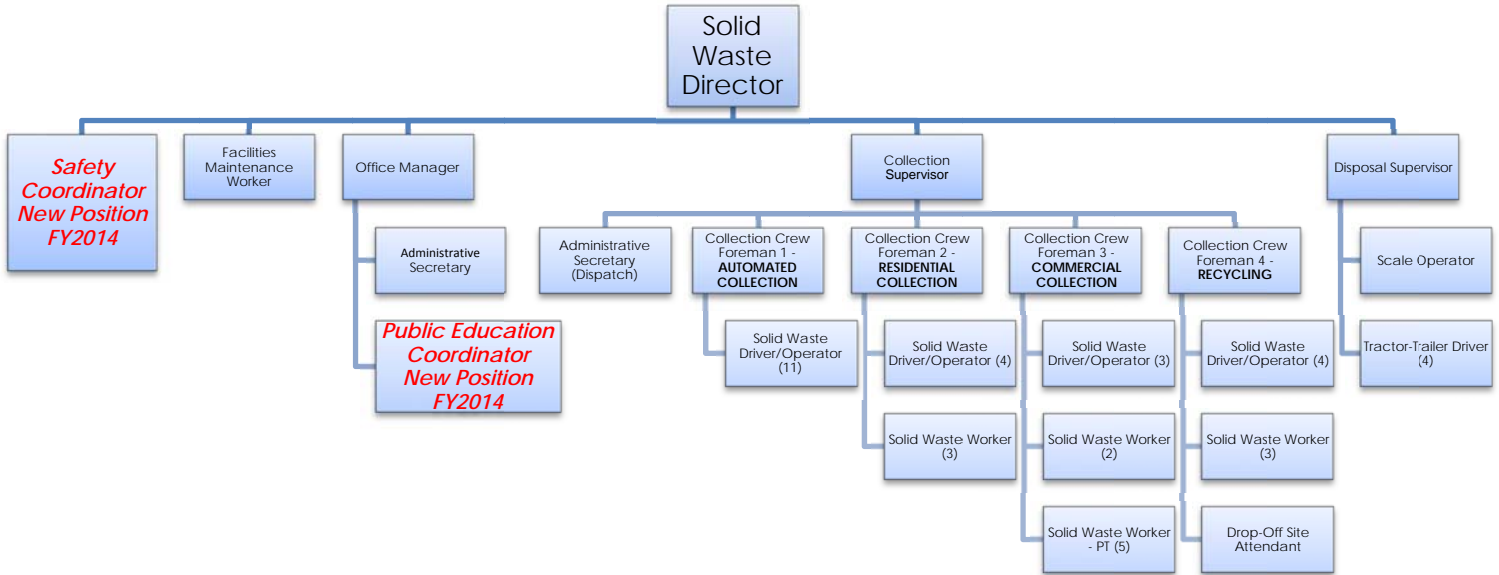 Solid
Waste
Director
Safety
Coordinator
New Position
FY2014
Facilities
Maintenance
Worker
Office Manager
Collection
Supervisor
Disposal Supervisor
Administrative
Secretary
Public Education
Coordinator
New Position
FY2014
Administrative
Secretary
(Dispatch)
Collection Crew
Foreman 1 -
AUTOMATED
COLLECTION
Solid Waste
Driver/Operator
(11)
Collection Crew
Foreman 2 -
RESIDENTIAL
COLLECTION
Solid Waste
Driver/Operator (4)
Solid Waste Worker
(3)
Collection Crew
Foreman 3 -
COMMERCIAL
COLLECTION
Solid Waste
Driver/Operator (3)
Solid Waste Worker
(2)
Solid Waste Worker
- PT (5)
Collection Crew
Foreman 4 -
RECYCLING
Solid Waste
Driver/Operator (4)
Solid Waste Worker
(3)
Drop-Off Site
Attendant
Scale Operator
Tractor-Trailer Driver
(4)